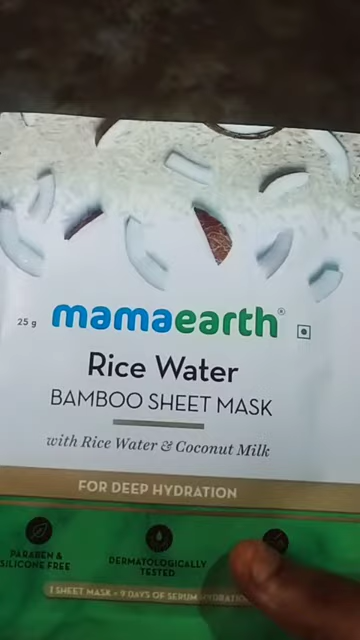 25 g
mamaearth®
Rice Water
BAMBOO SHEET MASK
with Rice Water & Coconut Milk
FOR DEEP HYDRATION
PARABEN &
SILICONE FREE
DERMATOLOGICALLY
TESTED
1 SHEET MASK = 9 DAYS OF SERUM HYDRATION